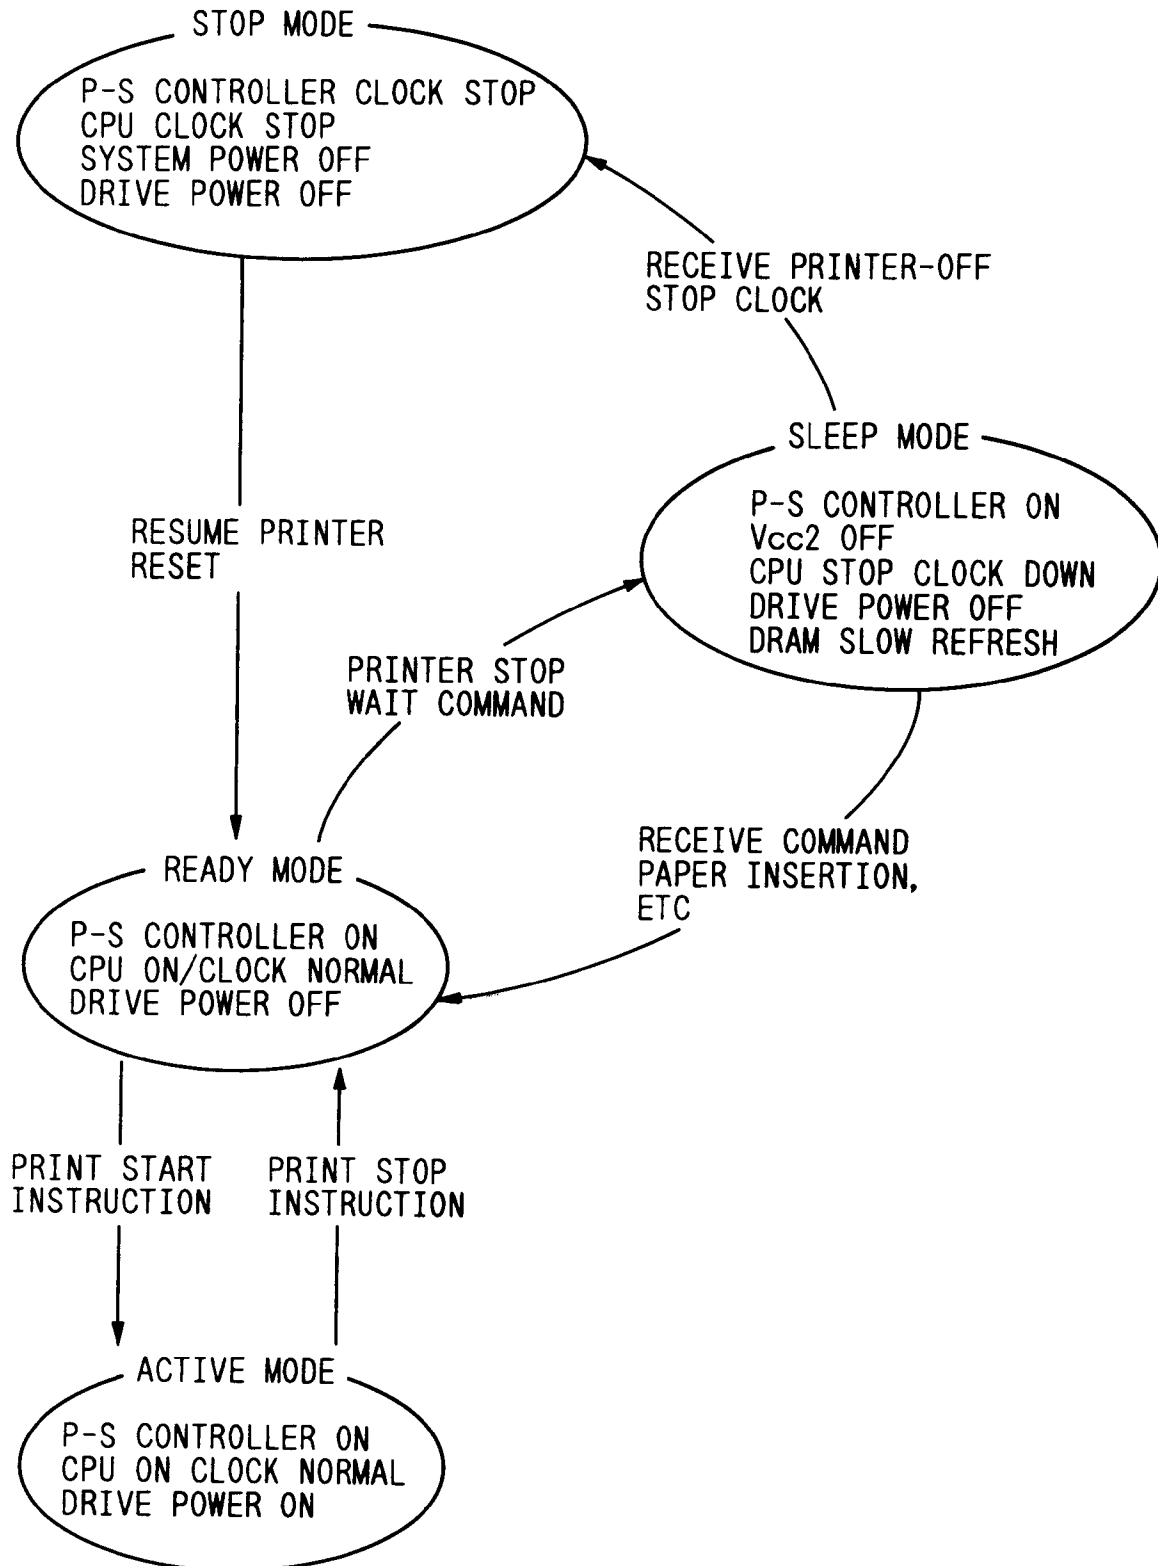 STOP MODE
P-S CONTROLLER CLOCK STOP
CPU CLOCK STOP
SYSTEM POWER OFF
DRIVE POWER OFF
RECEIVE PRINTER-OFF
STOP CLOCK
SLEEP MODE
P-S CONTROLLER ON
Vcc2 OFF
CPU STOP CLOCK DOWN
DRIVE POWER OFF
DRAM SLOW REFRESH
RESUME PRINTER
RESET
PRINTER STOP
WAIT COMMAND
RECEIVE COMMAND
PAPER INSERTION,
ETC
READY MODE
P-S CONTROLLER ON
CPU ON/CLOCK NORMAL
DRIVE POWER OFF
PRINT START
INSTRUCTION
PRINT STOP
INSTRUCTION
ACTIVE MODE
P-S CONTROLLER ON
CPU ON CLOCK NORMAL
DRIVE POWER ON